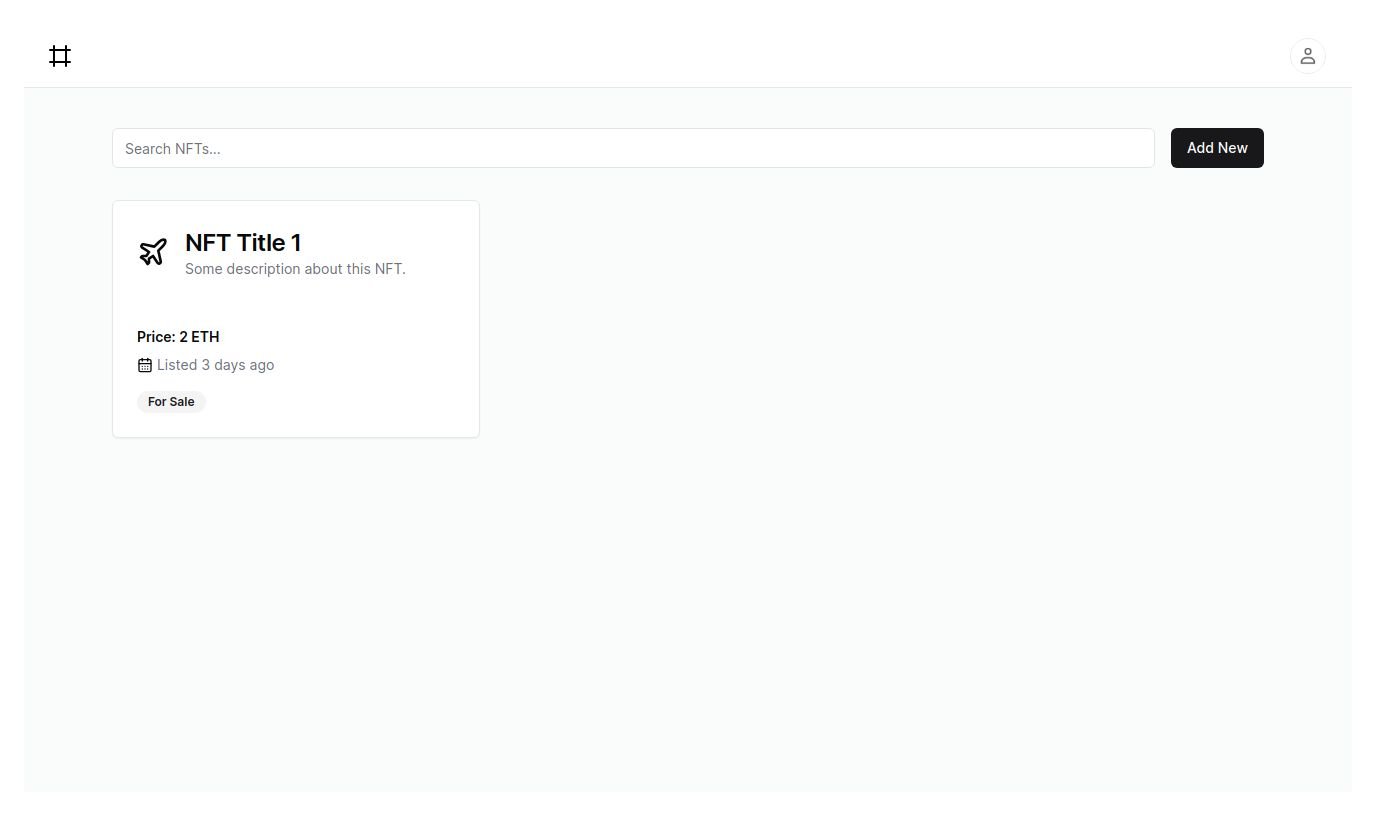 Search NFTs...
Add New
NFT Title 1
Some description about this NFT.
Price: 2 ETH
Listed 3 days ago
For Sale